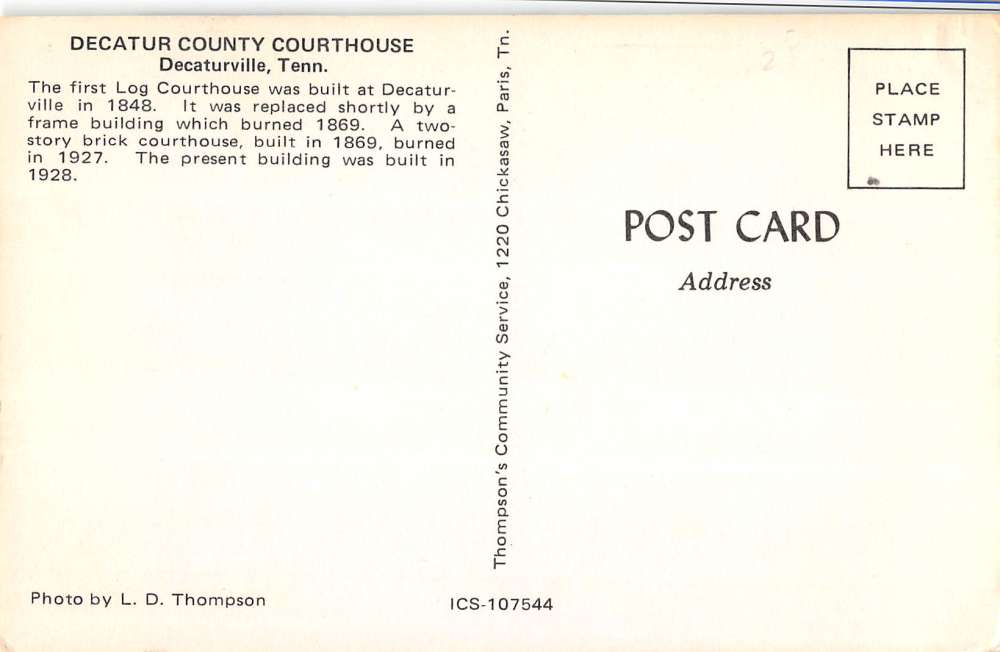 DECATUR COUNTY COURTHOUSE
Decaturville, Tenn.
The first Log Courthouse was built at Decatur-
ville in 1848. It was replaced shortly by a
frame building which burned 1869. A two-
story brick courthouse, built in 1869, burned
in 1927. The present building was built in
1928.
Photo by L. D. Thompson
Thompson's Community Service, 1220 Chickasaw, Paris, Tn.
ICS-107544
PLACE
STAMP
HERE
POST CARD
Address